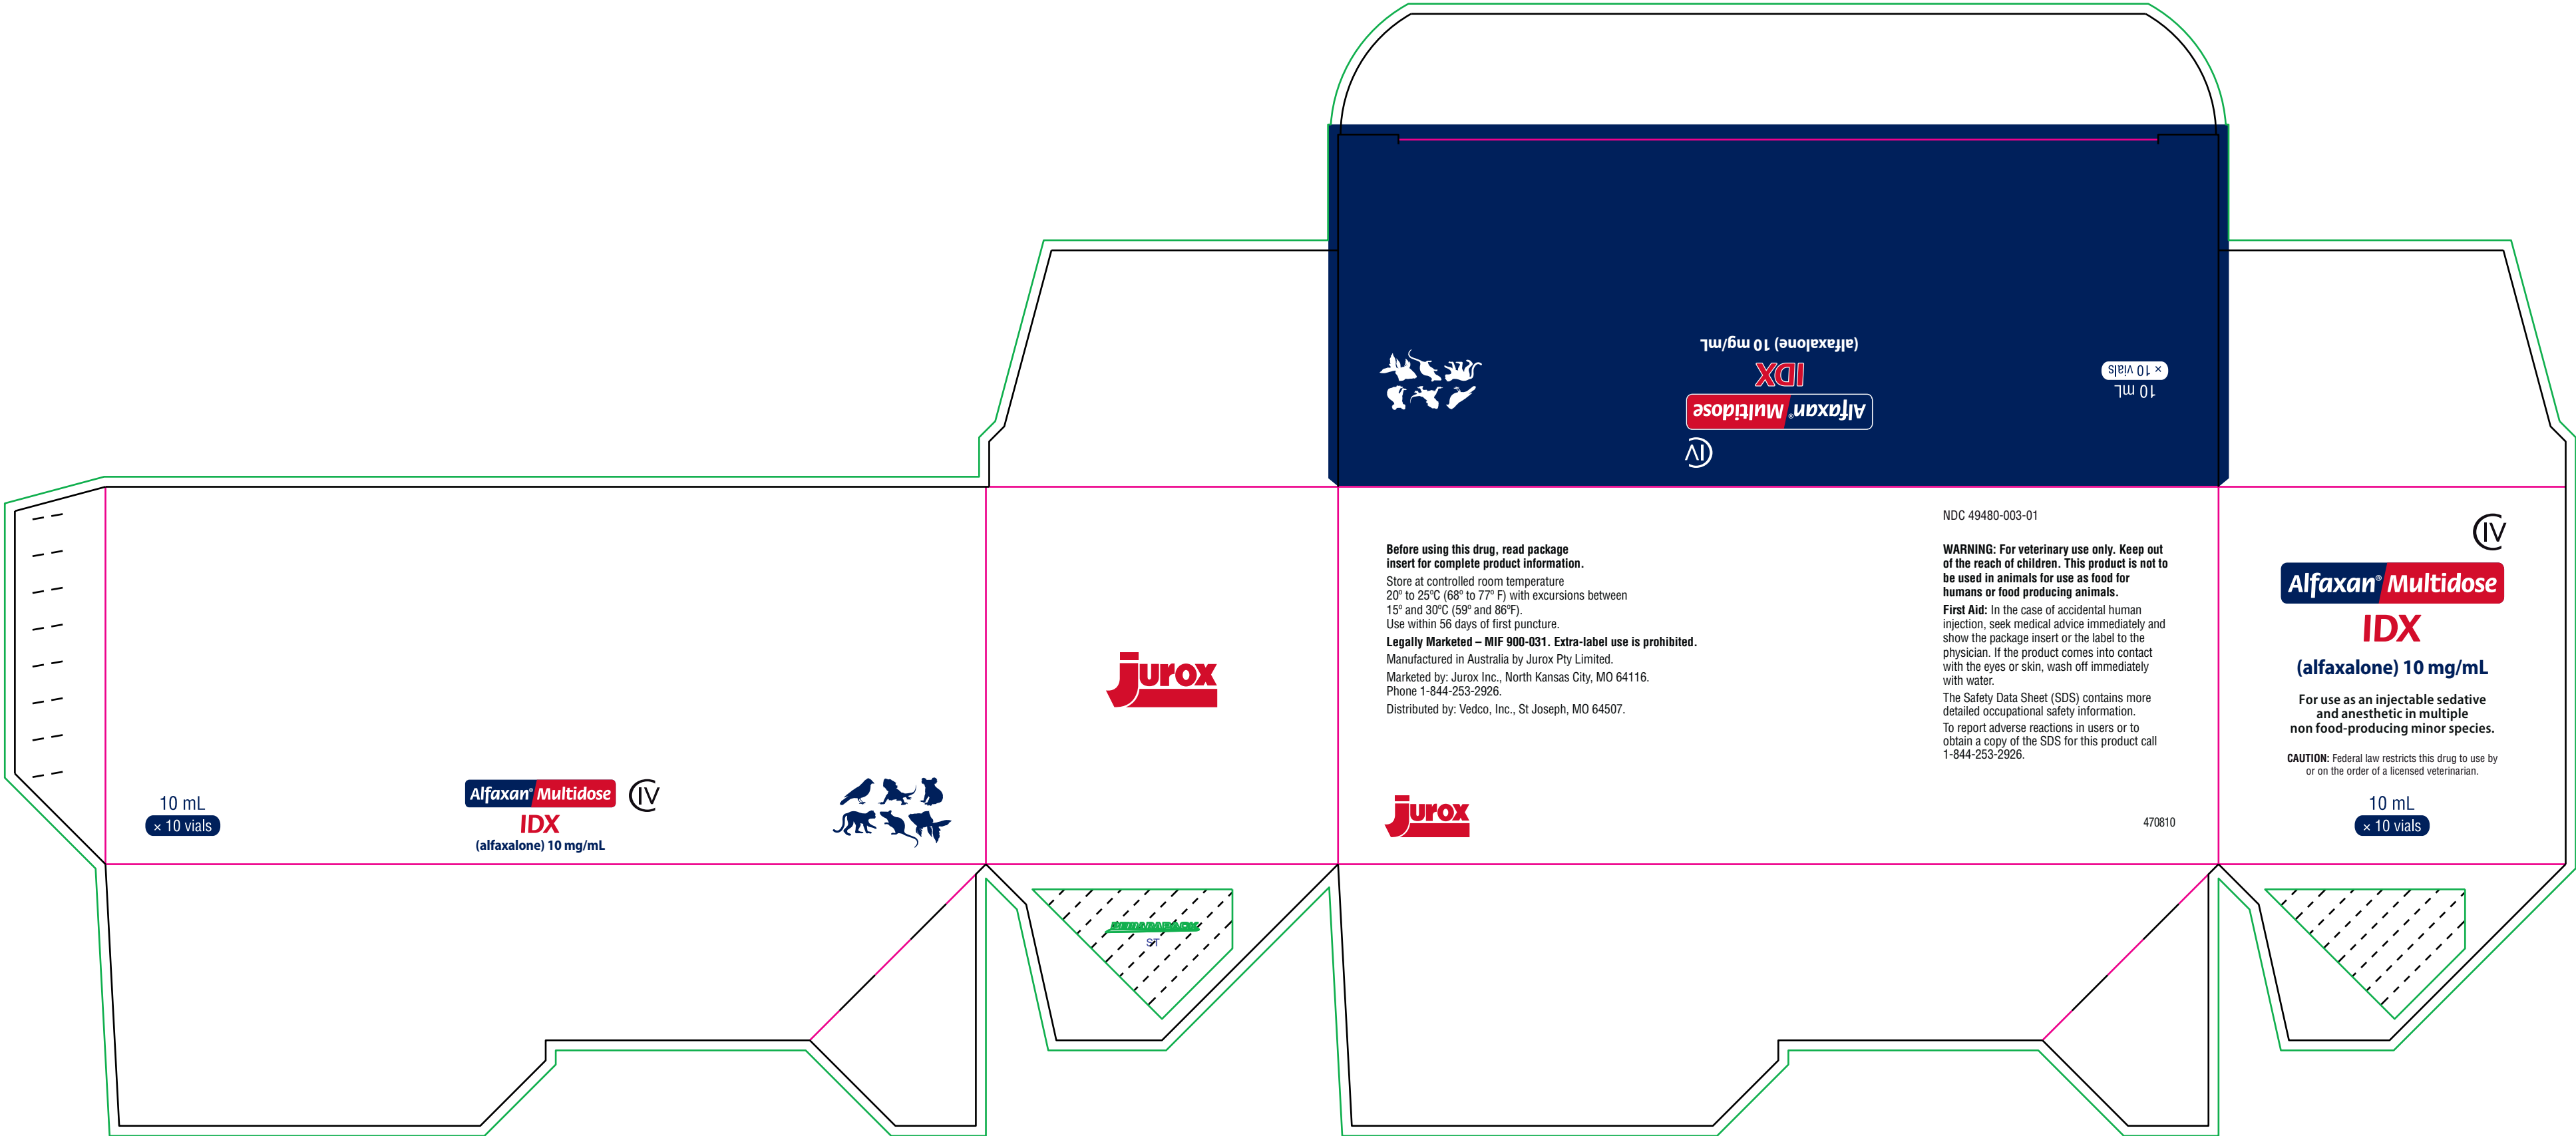 (alfaxalone) 10 mg/mL
IDX
Alfaxan® Multidose
CIV
10 mL
× 10 vials
10 mL
× 10 vials
Alfaxan® Multidose
CIV
IDX
(alfaxalone) 10 mg/mL
jurox
Before using this drug, read package
insert for complete product information.
Store at controlled room temperature
20º to 25ºC (68º to 77º F) with excursions between
15º and 30ºC (59º and 86ºF).
Use within 56 days of first puncture.
Legally Marketed – MIF 900-031. Extra-label use is prohibited.
Manufactured in Australia by Jurox Pty Limited.
Marketed by: Jurox Inc., North Kansas City, MO 64116.
Phone 1-844-253-2926.
Distributed by: Vedco, Inc., St Joseph, MO 64507.
jurox
NDC 49480-003-01
WARNING: For veterinary use only. Keep out
of the reach of children. This product is not to
be used in animals for use as food for
humans or food producing animals.
First Aid: In the case of accidental human
injection, seek medical advice immediately and
show the package insert or the label to the
physician. If the product comes into contact
with the eyes or skin, wash off immediately
with water.
The Safety Data Sheet (SDS) contains more
detailed occupational safety information.
To report adverse reactions in users or to
obtain a copy of the SDS for this product call
1-844-253-2926.
470810
CIV
Alfaxan® Multidose
IDX
(alfaxalone) 10 mg/mL
For use as an injectable sedative
and anesthetic in multiple
non food-producing minor species.
CAUTION: Federal law restricts this drug to use by
or on the order of a licensed veterinarian.
10 mL
× 10 vials
ST